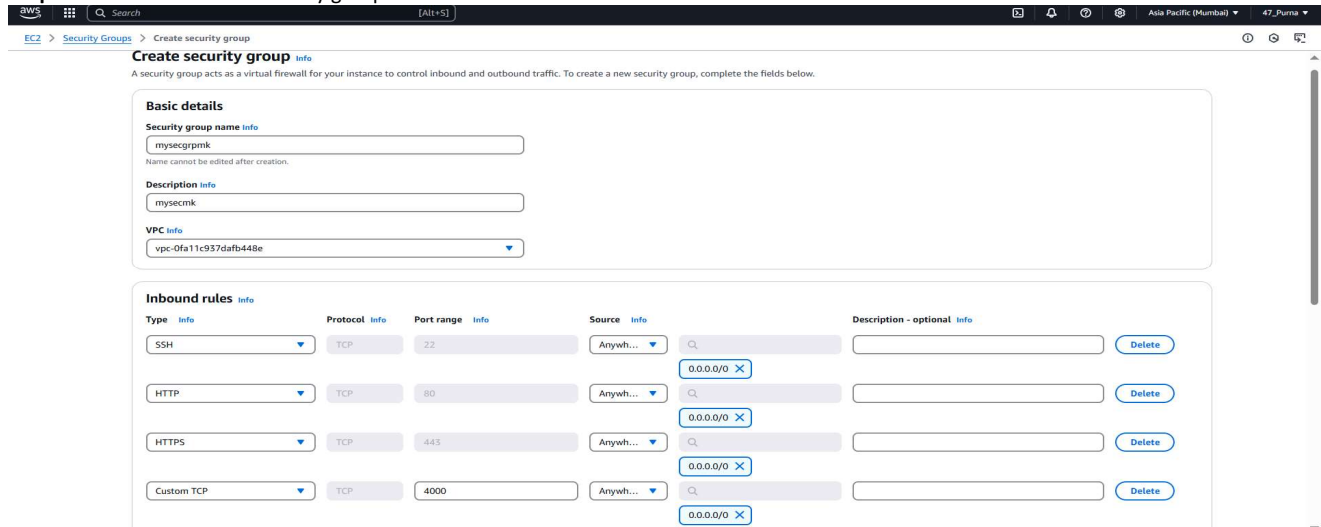 aws Search [Alt+S] Asia Pacific (Mumbai) 47_Purna
EC2 > Security Groups > Create security group
Create security group Info
A security group acts as a virtual firewall for your instance to control inbound and outbound traffic. To create a new security group, complete the fields below.
Basic details
Security group name Info
mysecgrpmk
Name cannot be edited after creation.
Description Info
mysecmk
VPC Info
vpc-0fa11c937dafb448e
Inbound rules Info
Type Info Protocol Info Port range Info Source Info Description - optional Info
SSH TCP 22 Anywh... Delete
0.0.0.0/0
HTTP TCP 80 Anywh... Delete
0.0.0.0/0
HTTPS TCP 443 Anywh... Delete
0.0.0.0/0
Custom TCP TCP 4000 Anywh... Delete
0.0.0.0/0